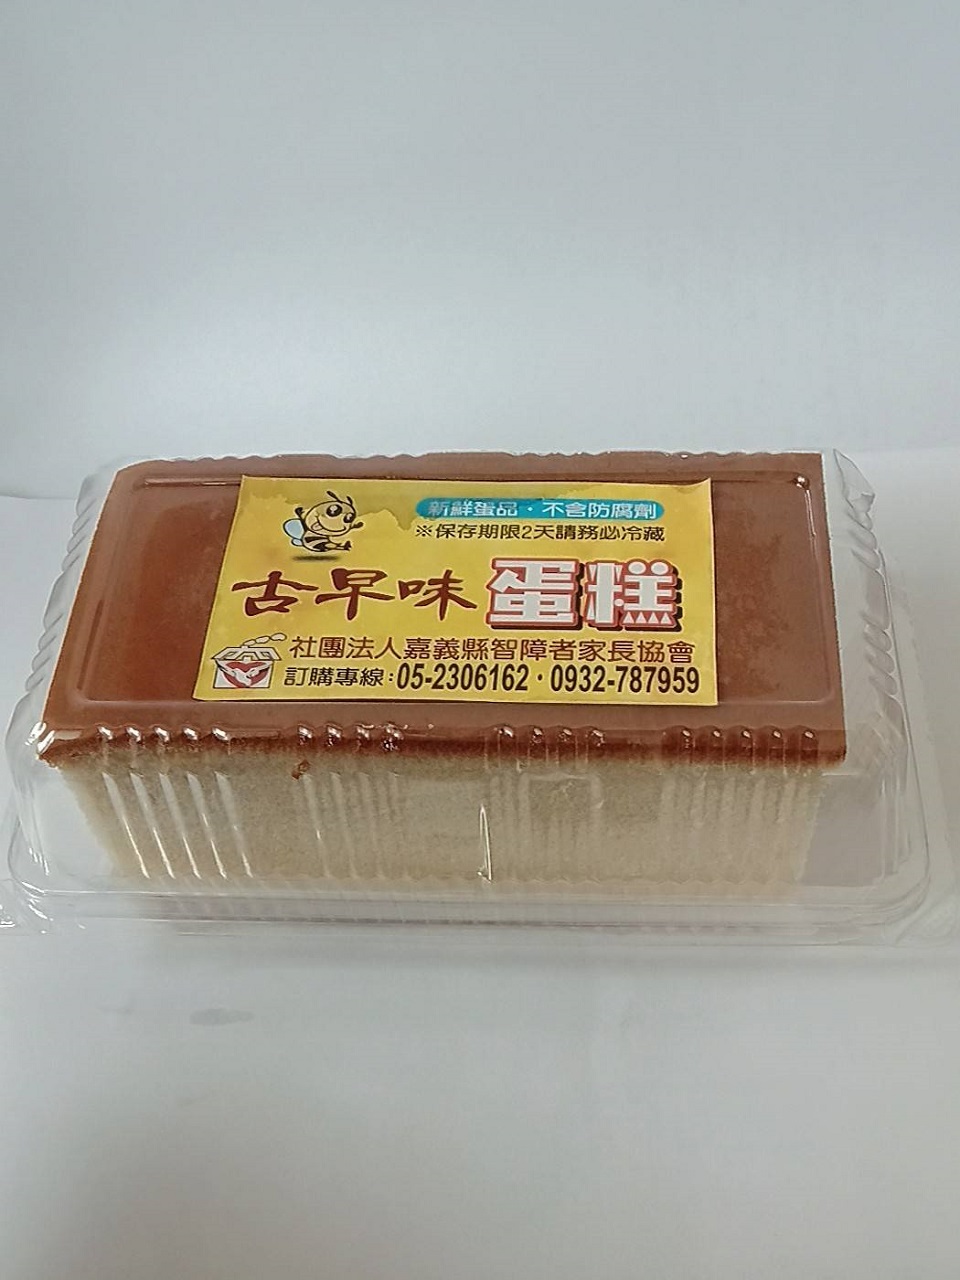 新鮮蛋品·不含防腐劑
※保存期限2天請務必冷藏
古早味蛋糕
社團法人嘉義縣智障者家長協會
訂購專線:05-2306162·0932-787959